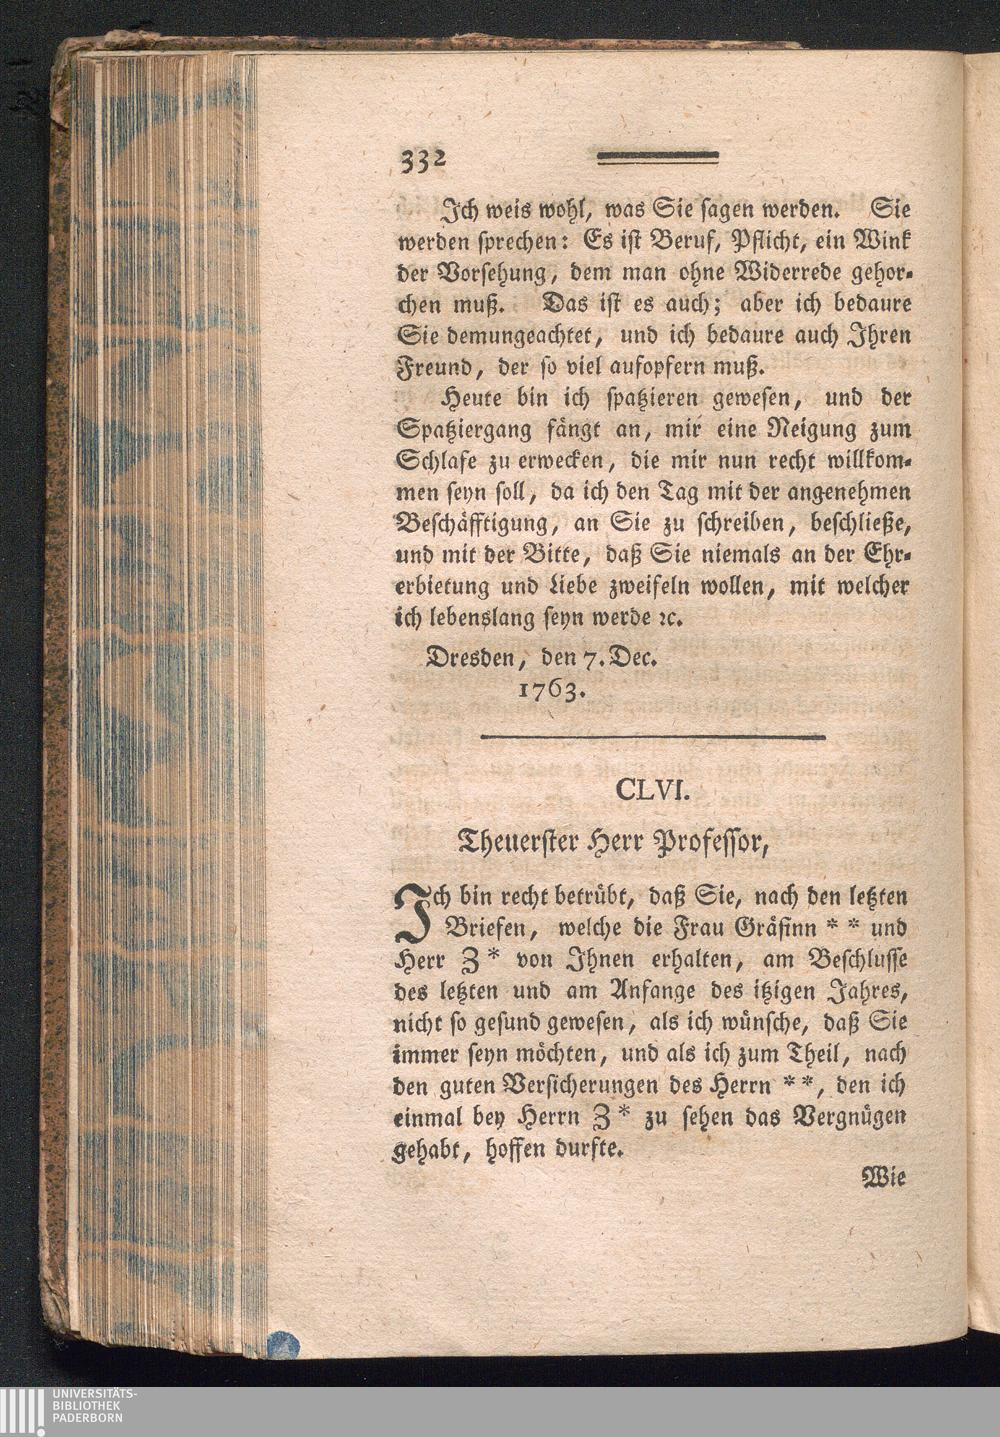 332
Ich weis wohl, was Sie sagen werden. Sie
werden sprechen: Es ist Beruf, Pflicht, ein Wink
der Vorsehung, dem man ohne Widerrede gehor-
chen muß. Das ist es auch; aber ich bedaure
Sie demungeachtet, und ich bedaure auch Ihren
Freund, der so viel aufopfern muß.
Heute bin ich spatzieren gewesen, und der
Spatziergang fängt an, mir eine Neigung zum
Schlafe zu erwecken, die mir nun recht willkom-
men seyn soll, da ich den Tag mit der angenehmen
Beschäfftigung, an Sie zu schreiben, beschließe,
und mit der Bitte, daß Sie niemals an der Ehr-
erbietung und Liebe zweifeln wollen, mit welcher
ich lebenslang seyn werde ꝛc.
Dresden, den 7. Dec.
1763.
CLVI.
Theuerster Herr Professor,
Ich bin recht betrübt, daß Sie, nach den letzten
Briefen, welche die Frau Gräfinn * * und
Herr Z* von Ihnen erhalten, am Beschlusse
des letzten und am Anfange des itzigen Jahres,
nicht so gesund gewesen, als ich wünsche, daß Sie
immer seyn möchten, und als ich zum Theil, nach
den guten Versicherungen des Herrn * *, den ich
einmal bey Herrn Z* zu sehen das Vergnügen
gehabt, hoffen durfte.
Wie
UNIVERSITÄTS-
BIBLIOTHEK
PADERBORN